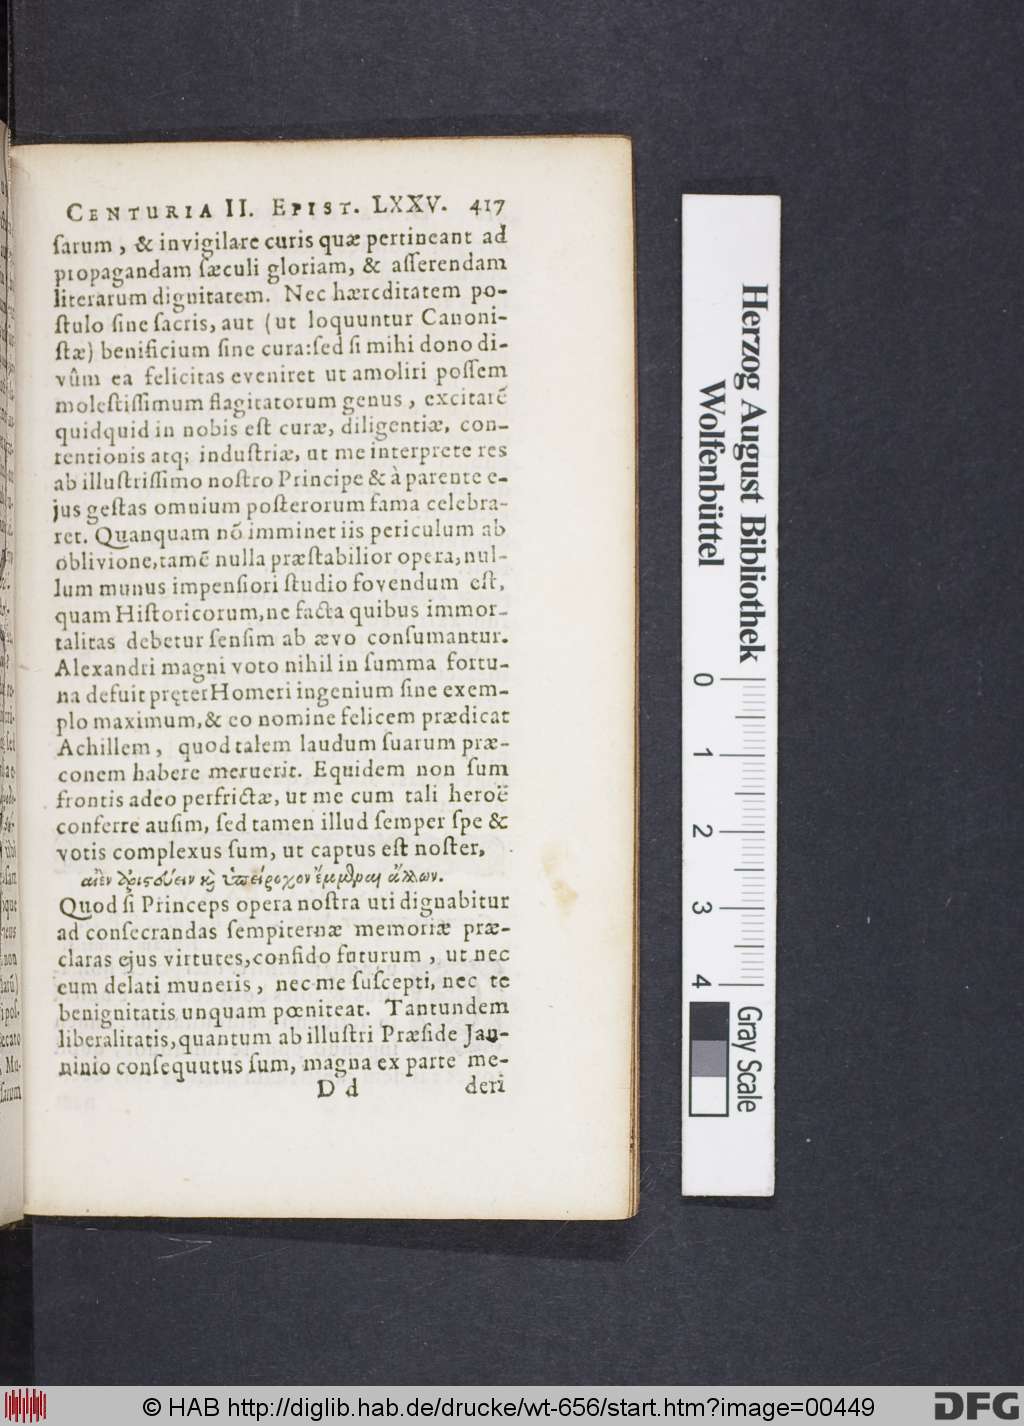 CENTURIA II. EPIST. LXXV. 417
ſarum, & invigilare curis quæ pertineant ad
propagandam ſæculi gloriam, & aſſerendam
literarum dignitatem. Nec hæreditatem po-
ſtulo ſine ſacris, aut (ut loquuntur Canoni-
ſtæ) benificium ſine cura: ſed ſi mihi dono di-
vûm ea felicitas eveniret ut amoliri poſſem
moleſtiſſimum flagitatorum genus, excitarẽ
quidquid in nobis eſt curæ, diligentiæ, con-
tentionis atq; induſtriæ, ut me interprete res
ab illuſtriſſimo noſtro Principe & à parente e-
jus geſtas omnium poſterorum fama celebra-
ret. Quanquam nõ imminet iis periculum ab
oblivione, tamẽ nulla præſtabilior opera, nul-
lum munus impenſiori ſtudio fovendum eſt,
quam Hiſtoricorum, ne facta quibus immor-
talitas debetur ſenſim ab ævo conſumantur.
Alexandri magni voto nihil in ſumma fortu-
na defuit pręter Homeri ingenium ſine exem-
plo maximum, & eo nomine felicem prædicat
Achillem, quod talem laudum ſuarum præ-
conem habere meruerit. Equidem non ſum
frontis adeo perfrictæ, ut me cum tali heroë
conferre auſim, ſed tamen illud ſemper ſpe &
votis complexus ſum, ut captus eſt noſter,
αἰὲν ἀριστεύειν καὶ ὑπείροχον ἔμμεναι ἄλλων.
Quod ſi Princeps opera noſtra uti dignabitur
ad conſecrandas ſempiternæ memoriæ præ-
claras ejus virtutes, confido futurum, ut nec
eum delati muneris, nec me ſuſcepti, nec te
benignitatis unquam pœniteat. Tantundem
liberalitatis, quantum ab illuſtri Præſide Jan-
ninio conſequutus ſum, magna ex parte me-
D d deri
Herzog August Bibliothek
Wolfenbüttel
0 1 2 3 4
Gray Scale
© HAB http://diglib.hab.de/drucke/wt-656/start.htm?image=00449
DFG